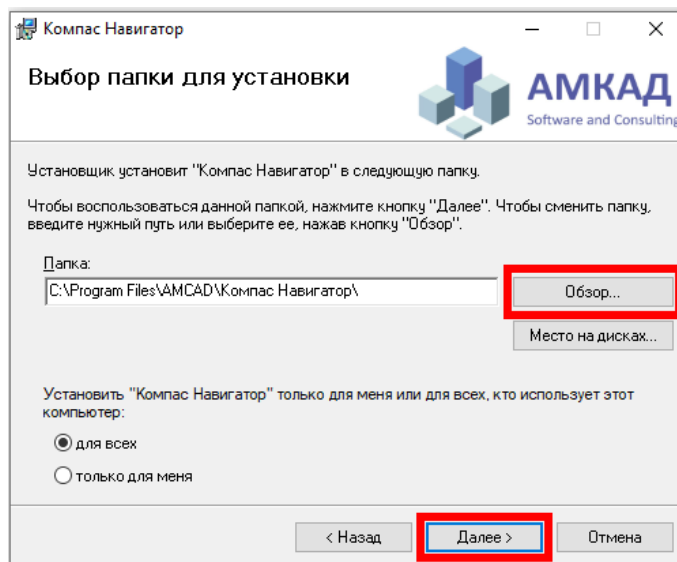 Компас Навигатор
Выбор папки для установки
АМКАД
Software and Consulting
Установщик установит "Компас Навигатор" в следующую папку.
Чтобы воспользоваться данной папкой, нажмите кнопку "Далее". Чтобы сменить папку,
введите нужный путь или выберите ее, нажав кнопку "Обзор".
Папка:
C:\Program Files\AMCAD\Компас Навигатор\
Обзор...
Место на дисках...
Установить "Компас Навигатор" только для меня или для всех, кто использует этот
компьютер:
для всех
только для меня
< Назад
Далее >
Отмена